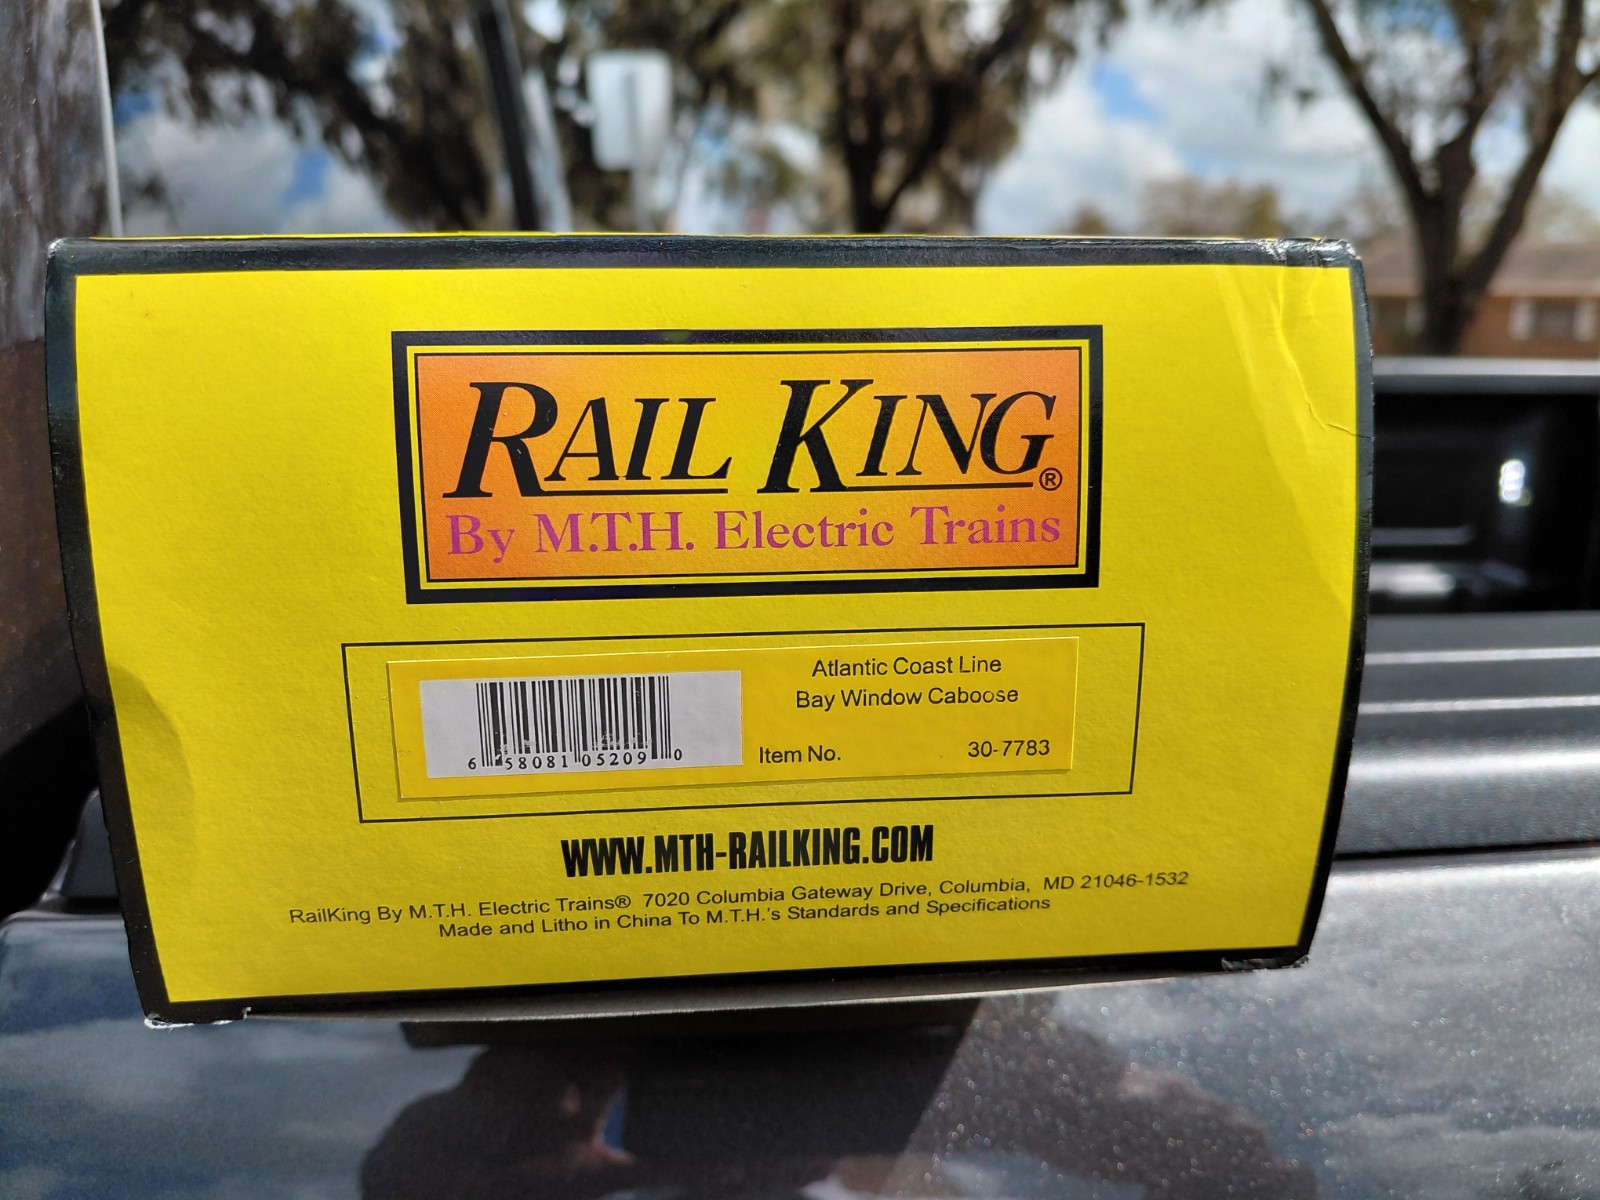 RAIL KING®
By M.T.H. Electric Trains
Atlantic Coast Line
Bay Window Caboose
Item No. 30-7783
6 58081 05209 0
WWW.MTH-RAILKING.COM
RailKing By M.T.H. Electric Trains® 7020 Columbia Gateway Drive, Columbia, MD 21046-1532
Made and Litho in China To M.T.H.'s Standards and Specifications